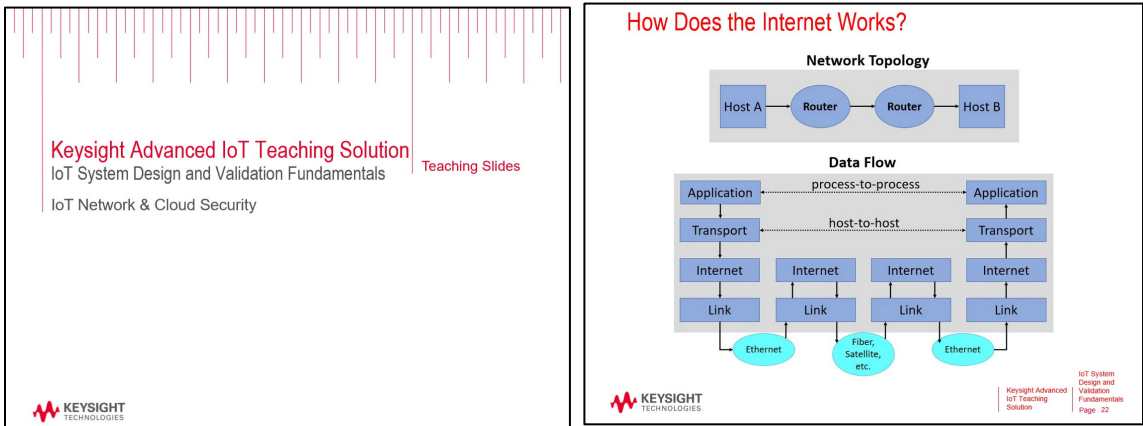 Keysight Advanced IoT Teaching Solution
IoT System Design and Validation Fundamentals
Teaching Slides
IoT Network & Cloud Security
KEYSIGHT
TECHNOLOGIES
How Does the Internet Works?
Network Topology
Host A
Router
Router
Host B
Data Flow
Application
process-to-process
Application
Transport
host-to-host
Transport
Internet
Internet
Internet
Internet
Link
Link
Link
Link
Ethernet
Fiber,
Satellite,
etc.
Ethernet
KEYSIGHT
TECHNOLOGIES
Keysight Advanced
IoT Teaching
Solution
IoT System
Design and
Validation
Fundamentals
Page 22